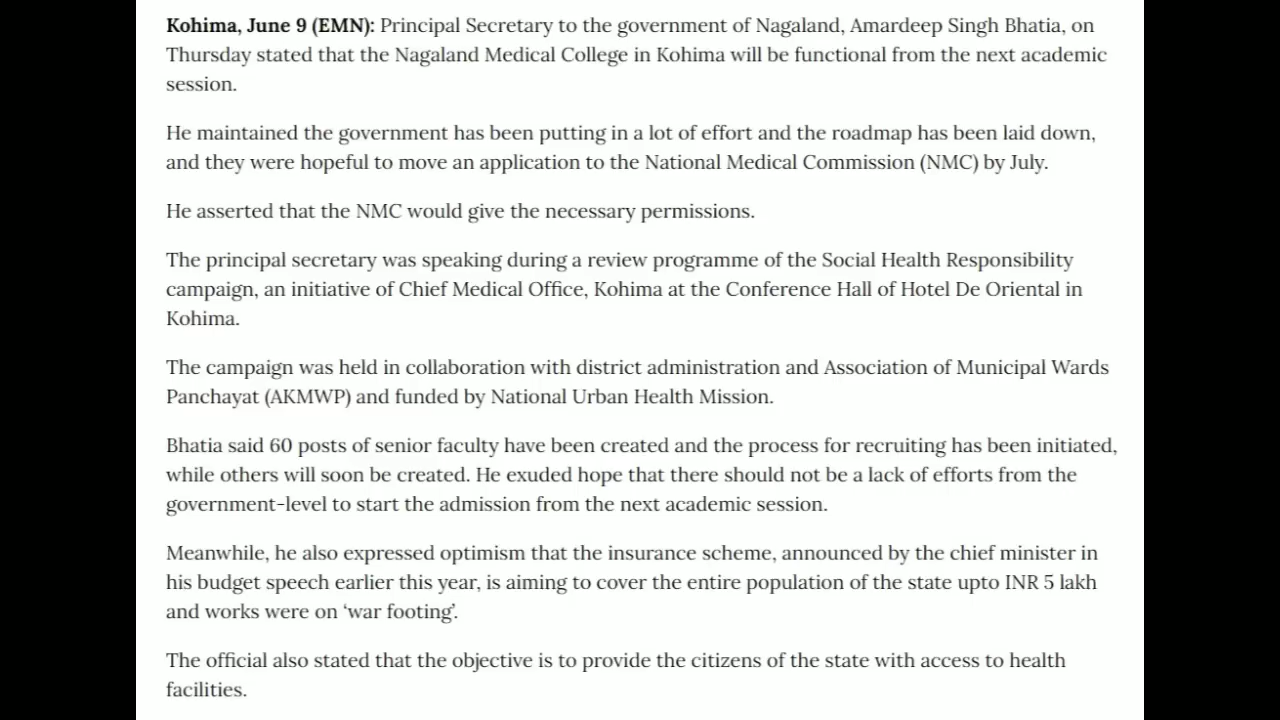 Kohima, June 9 (EMN): Principal Secretary to the government of Nagaland, Amardeep Singh Bhatia, on
Thursday stated that the Nagaland Medical College in Kohima will be functional from the next academic
session.
He maintained the government has been putting in a lot of effort and the roadmap has been laid down,
and they were hopeful to move an application to the National Medical Commission (NMC) by July.
He asserted that the NMC would give the necessary permissions.
The principal secretary was speaking during a review programme of the Social Health Responsibility
campaign, an initiative of Chief Medical Office, Kohima at the Conference Hall of Hotel De Oriental in
Kohima.
The campaign was held in collaboration with district administration and Association of Municipal Wards
Panchayat (AKMWP) and funded by National Urban Health Mission.
Bhatia said 60 posts of senior faculty have been created and the process for recruiting has been initiated,
while others will soon be created. He exuded hope that there should not be a lack of efforts from the
government-level to start the admission from the next academic session.
Meanwhile, he also expressed optimism that the insurance scheme, announced by the chief minister in
his budget speech earlier this year, is aiming to cover the entire population of the state upto INR 5 lakh
and works were on ‘war footing’.
The official also stated that the objective is to provide the citizens of the state with access to health
facilities.